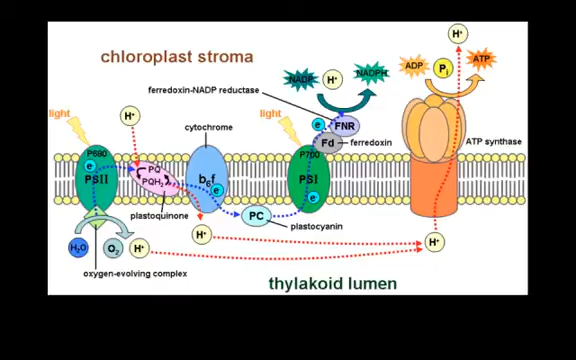 chloroplast stroma
H⁺
ADP
Pi
ATP
NADP
H⁺
NADPH
ferredoxin-NADP reductase
light
H⁺
light
cytochrome
e⁻
FNR
Fd
ferredoxin
ATP synthase
P680
e⁻
PSII
PQ
PQH₂
b₆f
e⁻
P700
PSI
e⁻
plastoquinone
PC
plastocyanin
H₂O
O₂
H⁺
H⁺
H⁺
oxygen-evolving complex
thylakoid lumen